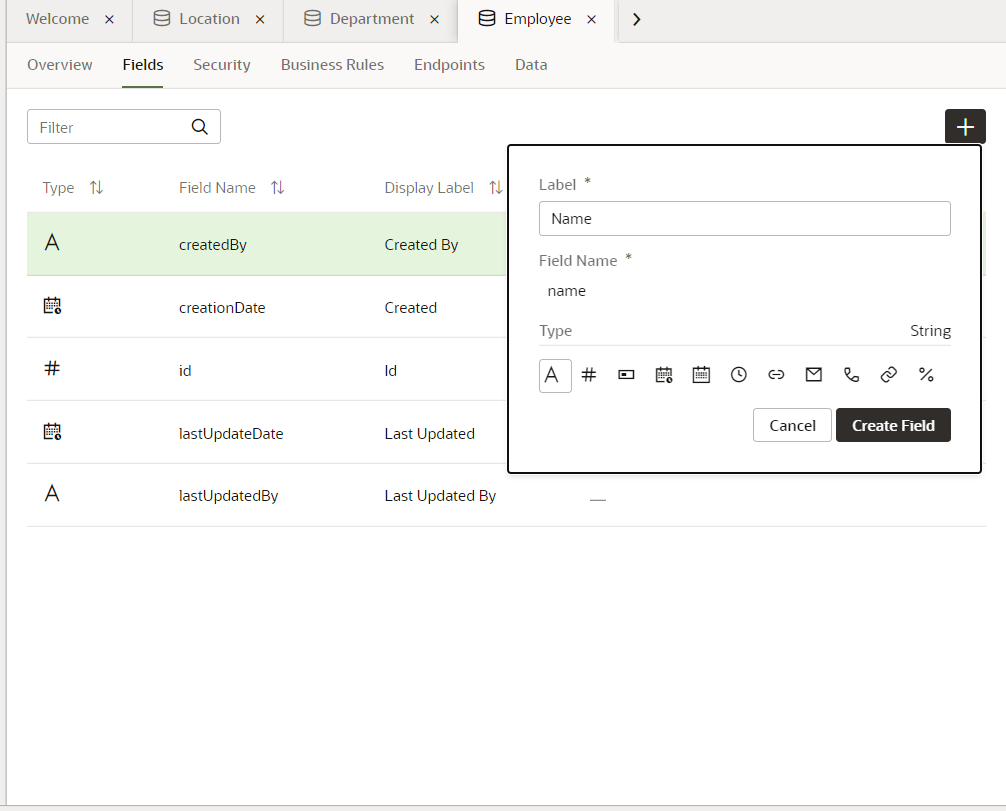 Welcome Location Department Employee
Overview Fields Security Business Rules Endpoints Data
Filter
Type Field Name Display Label
createdBy Created By
creationDate Created
id Id
lastUpdateDate Last Updated
lastUpdatedBy Last Updated By
Label *
Name
Field Name *
name
Type String
Cancel Create Field